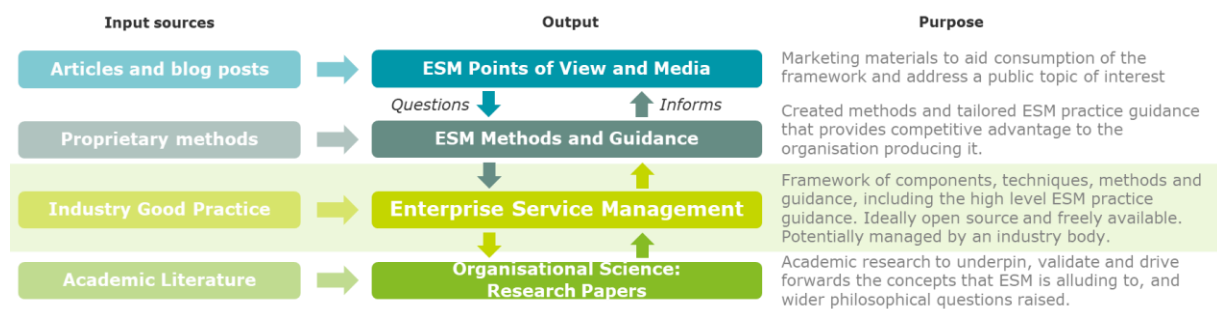 Input sources
Output
Purpose
Articles and blog posts
ESM Points of View and Media
Marketing materials to aid consumption of the
framework and address a public topic of interest
Questions
Informs
Proprietary methods
ESM Methods and Guidance
Created methods and tailored ESM practice guidance
that provides competitive advantage to the
organisation producing it.
Industry Good Practice
Enterprise Service Management
Framework of components, techniques, methods and
guidance, including the high level ESM practice
guidance. Ideally open source and freely available.
Potentially managed by an industry body.
Academic Literature
Organisational Science:
Research Papers
Academic research to underpin, validate and drive
forwards the concepts that ESM is alluding to, and
wider philosophical questions raised.